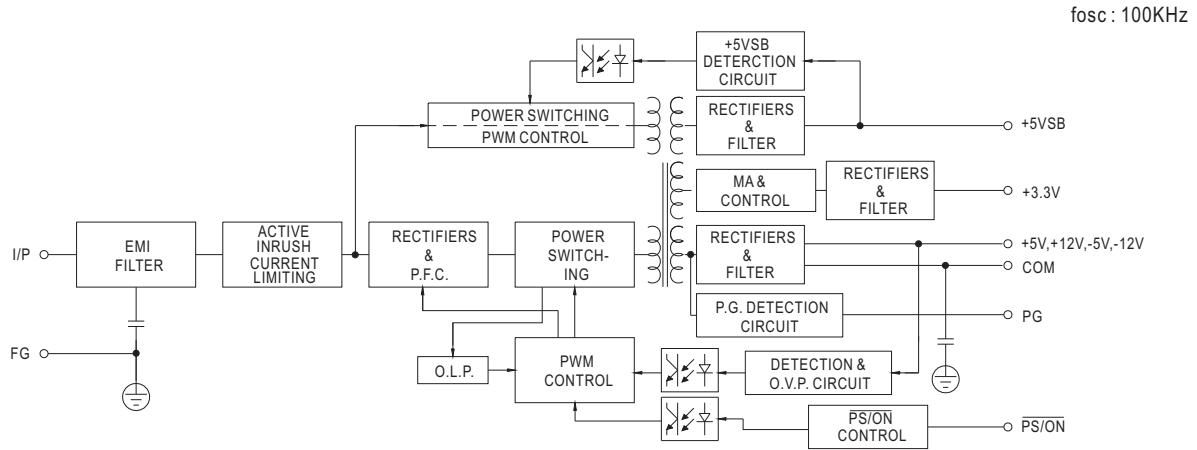 fosc : 100KHz
+5VSB
DETERCTION
CIRCUIT
POWER SWITCHING
PWM CONTROL
RECTIFIERS
&
FILTER
+5VSB
MA &
CONTROL
RECTIFIERS
&
FILTER
+3.3V
I/P
EMI
FILTER
ACTIVE
INRUSH
CURRENT
LIMITING
RECTIFIERS
&
P.F.C.
POWER
SWITCH-
ING
RECTIFIERS
&
FILTER
+5V,+12V,-5V,-12V
COM
P.G. DETECTION
CIRCUIT
PG
FG
O.L.P.
PWM
CONTROL
DETECTION &
O.V.P. CIRCUIT
PS/ON
CONTROL
PS/ON